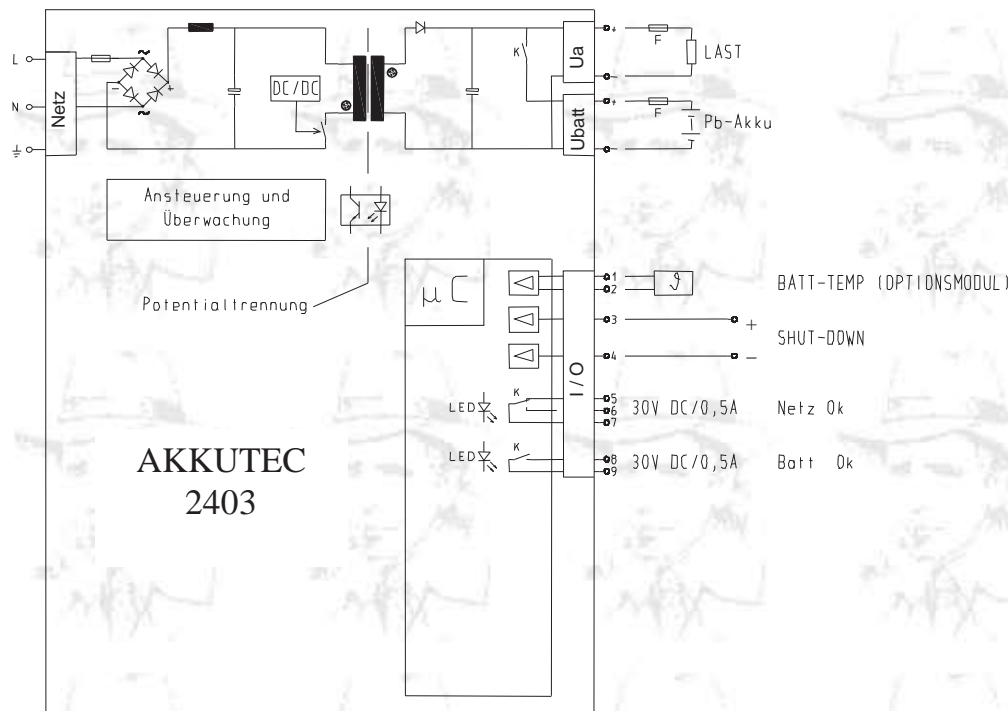 L
N
Netz
DC/DC
K
Ua
+
-
F
LAST
Ubatt
+
-
F
Pb-Akku
Ansteuerung und
Überwachung
Potentialtrennung
µC
I/O
1
2
ϑ
BATT-TEMP (OPTIONSMODUL)
3
+
SHUT-DOWN
4
-
LED
K
5
6
7
30V DC/0,5A
Netz Ok
LED
K
8
9
30V DC/0,5A
Batt Ok
AKKUTEC
2403